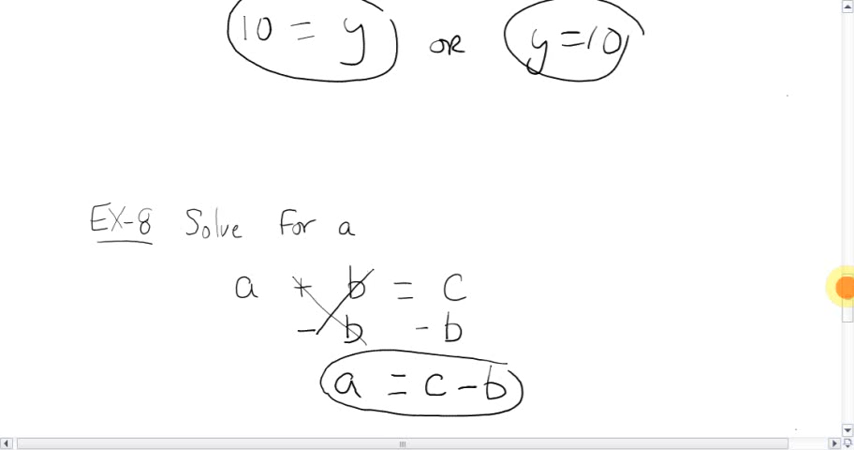 10 = y or y=10
EX-8 Solve for a
a + b = c
- b - b
a = c - b